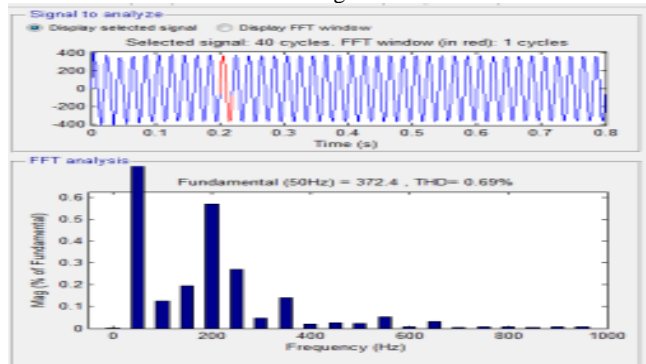 Signal to analyze
Display selected signal Display FFT window
Selected signal: 40 cycles. FFT window (in red): 1 cycles
400
200
0
-200
-400
0 0.1 0.2 0.3 0.4 0.5 0.6 0.7 0.8
Time (s)
FFT analysis
Fundamental (50Hz) = 372.4 , THD= 0.69%
Mag (% of Fundamental)
0.6
0.5
0.4
0.3
0.2
0.1
0
0 200 400 600 800 1000
Frequency (Hz)